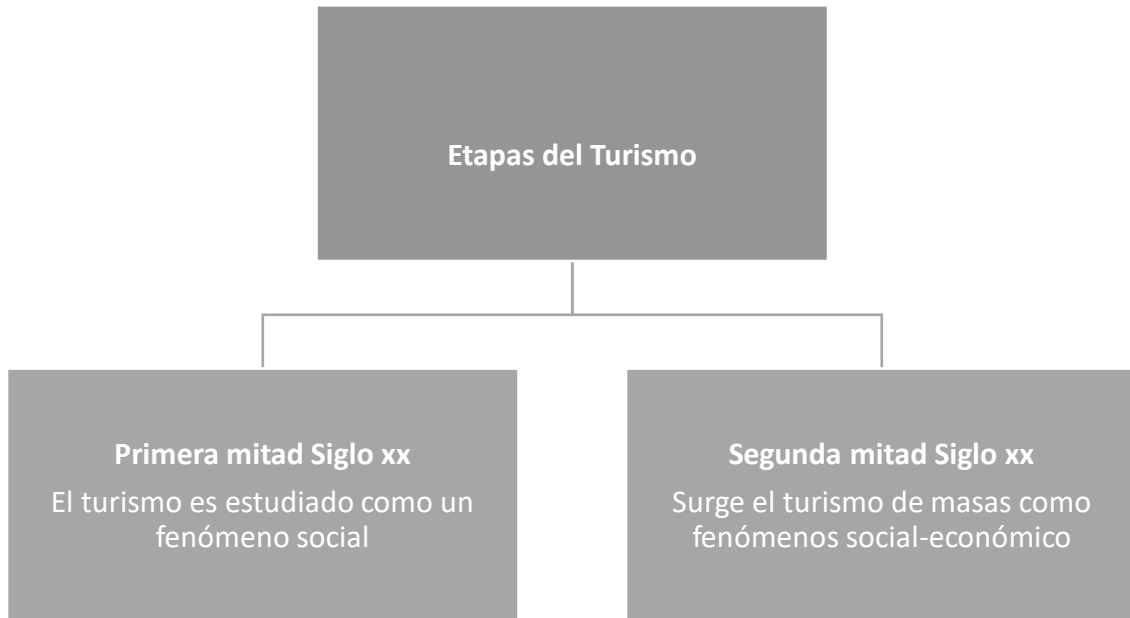 Etapas del Turismo
Primera mitad Siglo xx
El turismo es estudiado como un
fenómeno social
Segunda mitad Siglo xx
Surge el turismo de masas como
fenómenos social-económico